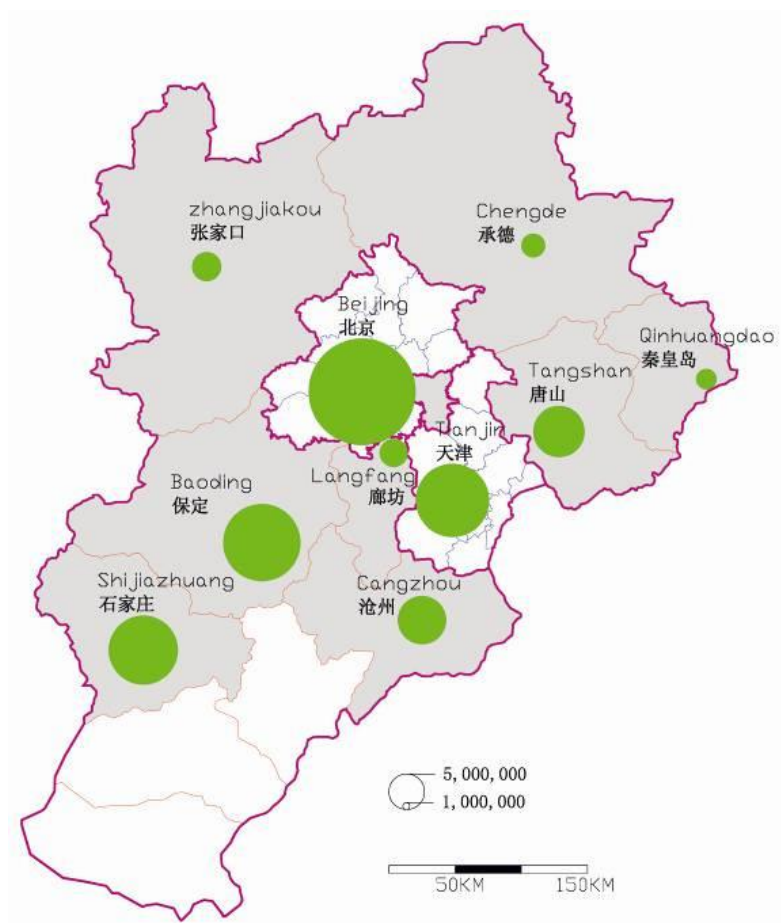 zhangjiakou
张家口
Chengde
承德
Beijing
北京
Qinhuangdao
秦皇岛
Tangshan
唐山
Tianjin
天津
Langfang
廊坊
Baoding
保定
Shijiazhuang
石家庄
Cangzhou
沧州
5,000,000
1,000,000
50KM 150KM